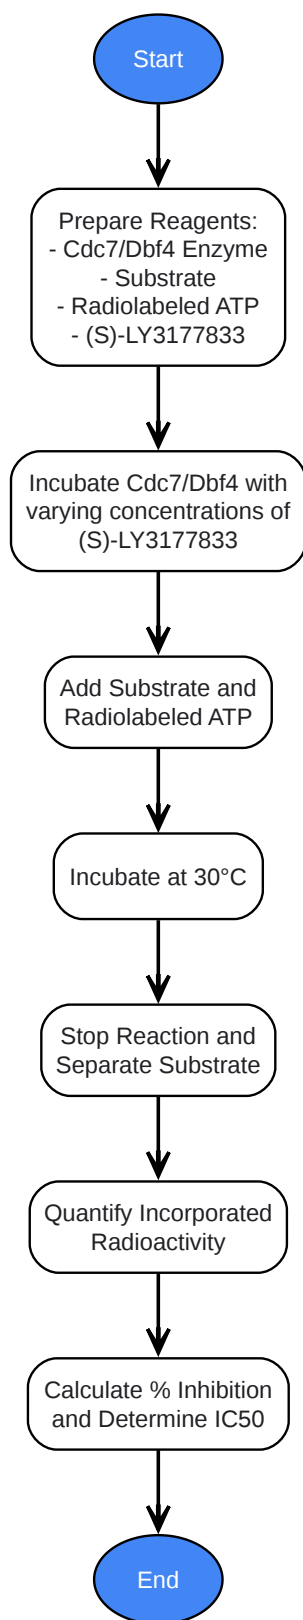 Start
Prepare Reagents:
- Cdc7/Dbf4 Enzyme
- Substrate
- Radiolabeled ATP
- (S)-LY3177833
Incubate Cdc7/Dbf4 with
varying concentrations of
(S)-LY3177833
Add Substrate and
Radiolabeled ATP
Incubate at 30°C
Stop Reaction and
Separate Substrate
Quantify Incorporated
Radioactivity
Calculate % Inhibition
and Determine IC50
End